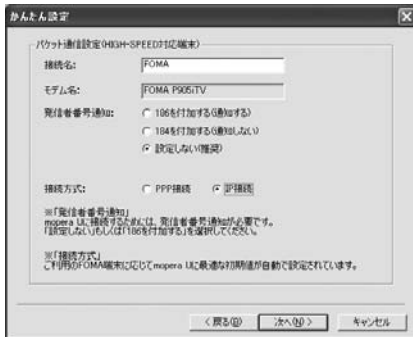 かんたん設定
パケット通信設定(HIGH-SPEED対応端末)
接続名: FOMA
モデム名: FOMA P905iTV
発信者番号通知: 186を付加する(通知する)
184を付加する(通知しない)
設定しない(推奨)
接続方式: PPP接続 IP接続
※「発信者番号通知」
mopera Uに接続するためには、発信者番号通知が必要です。
「設定しない」もしくは「186を付加する」を選択してください。
※「接続方式」
ご利用のFOMA端末に応じてmopera Uに最適な初期値が自動で設定されています。
< 戻る(B) 次へ(N) > キャンセル